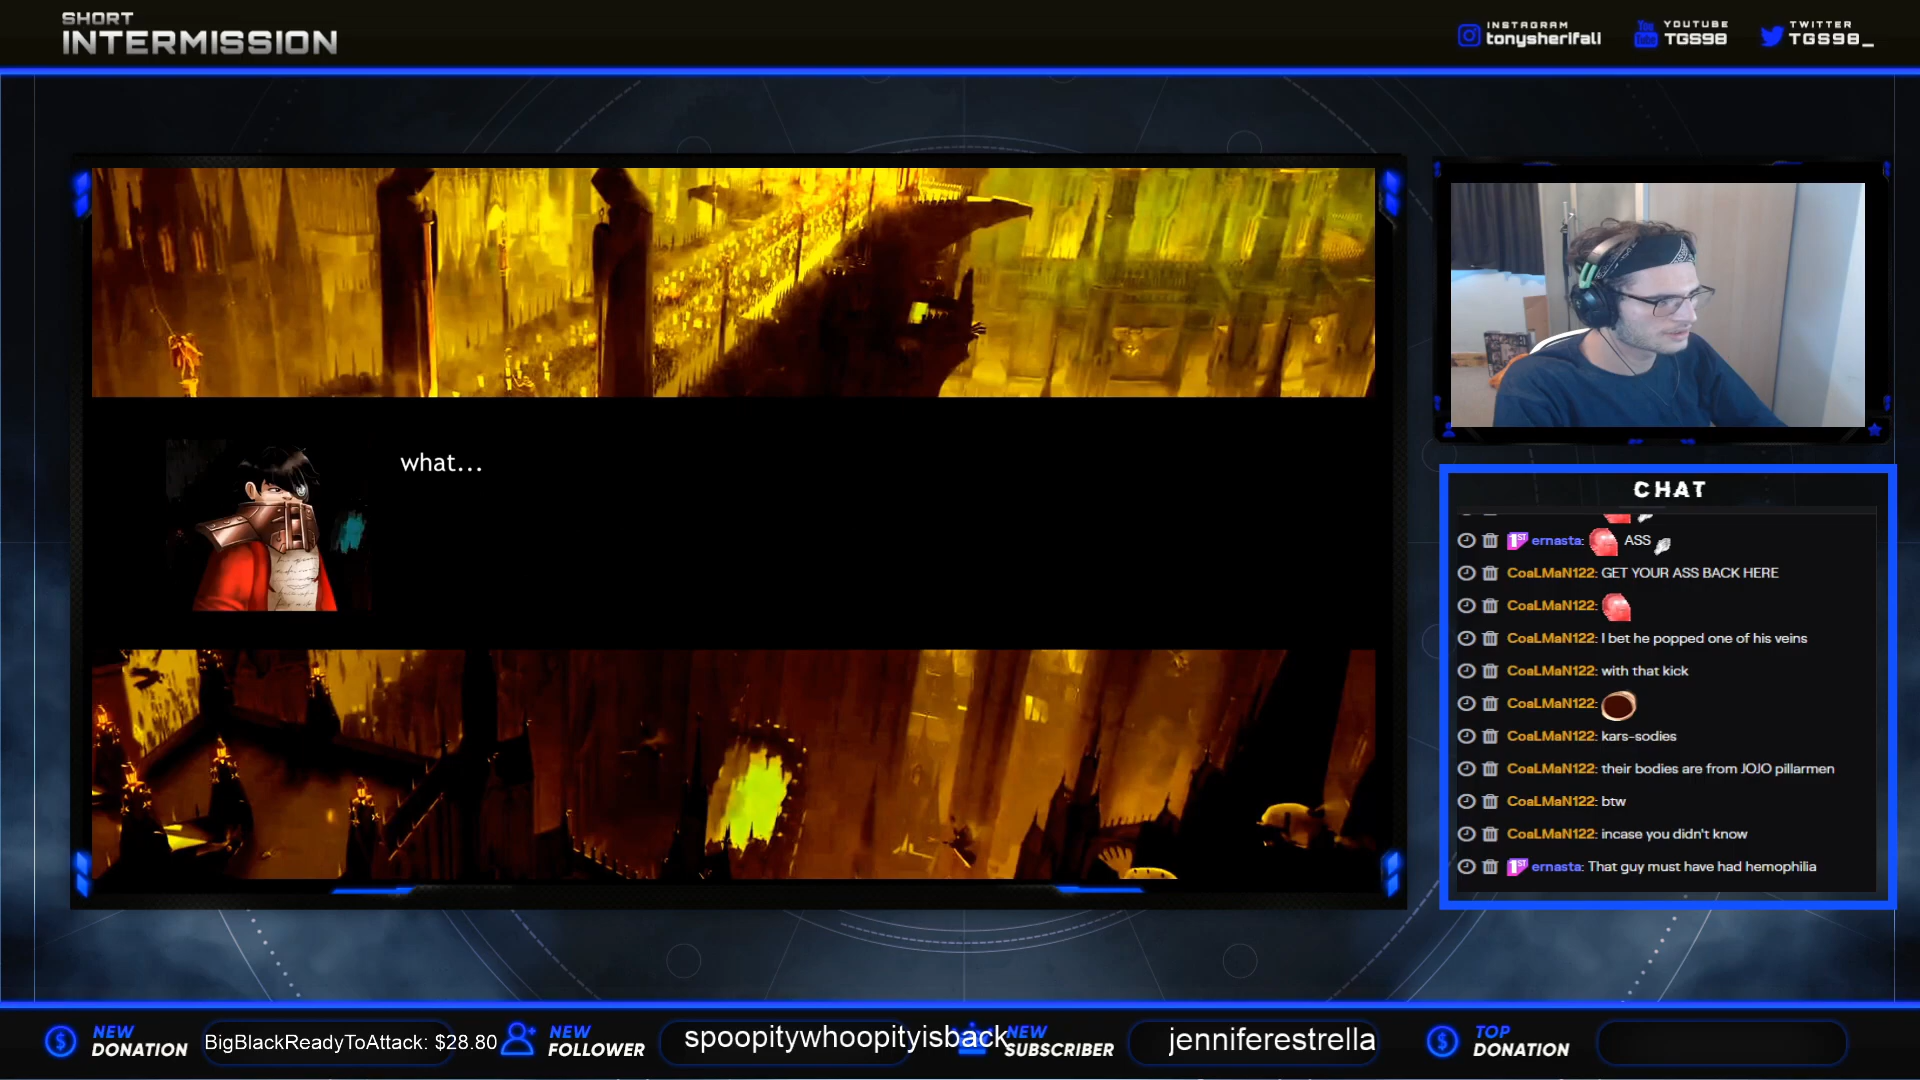 SHORT
INTERMISSION
INSTAGRAM
tonysherifali
YOUTUBE
TGS98
TWITTER
TGS98_
what...
CHAT
1ST ernasta: ASS
CoaLMaN122: GET YOUR ASS BACK HERE
CoaLMaN122:
CoaLMaN122: I bet he popped one of his veins
CoaLMaN122: with that kick
CoaLMaN122:
CoaLMaN122: kars-sodies
CoaLMaN122: their bodies are from JOJO pillarmen
CoaLMaN122: btw
CoaLMaN122: incase you didn't know
1ST ernasta: That guy must have had hemophilia
NEW
DONATION
BigBlackReadyToAttack: $28.80
NEW
FOLLOWER
spoopitywhoopityisback
NEW
SUBSCRIBER
jenniferestrella
TOP
DONATION